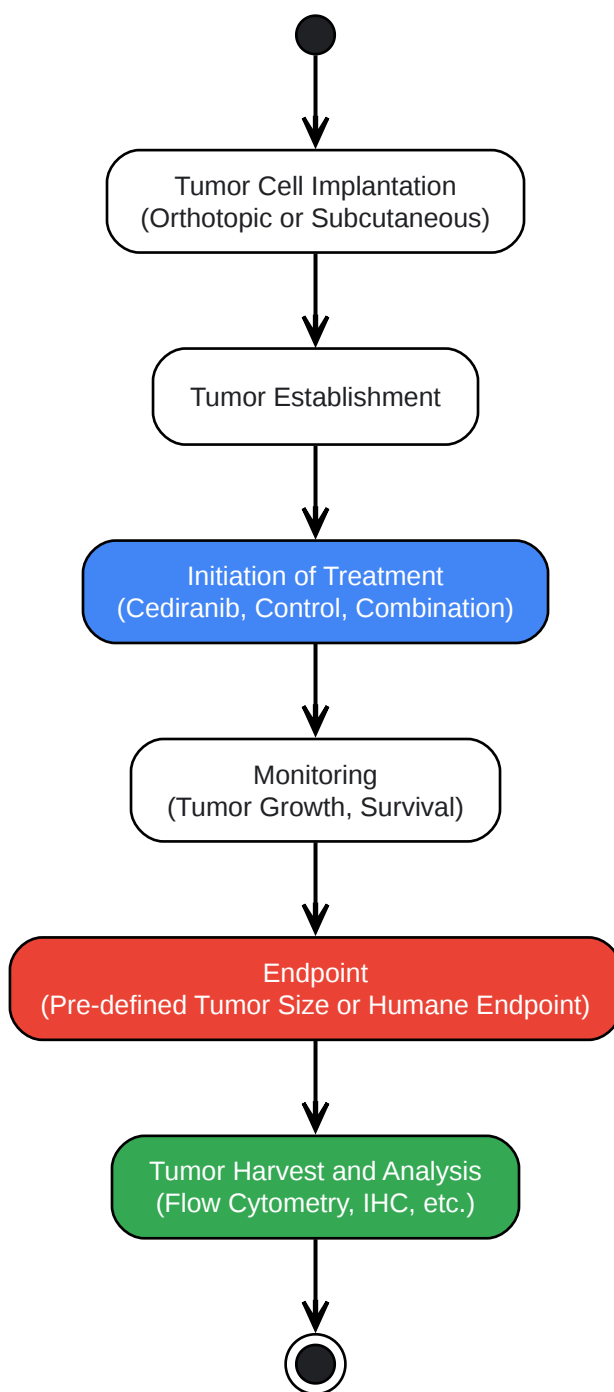 Tumor Cell Implantation
(Orthotopic or Subcutaneous)
Tumor Establishment
Initiation of Treatment
(Cediranib, Control, Combination)
Monitoring
(Tumor Growth, Survival)
Endpoint
(Pre-defined Tumor Size or Humane Endpoint)
Tumor Harvest and Analysis
(Flow Cytometry, IHC, etc.)